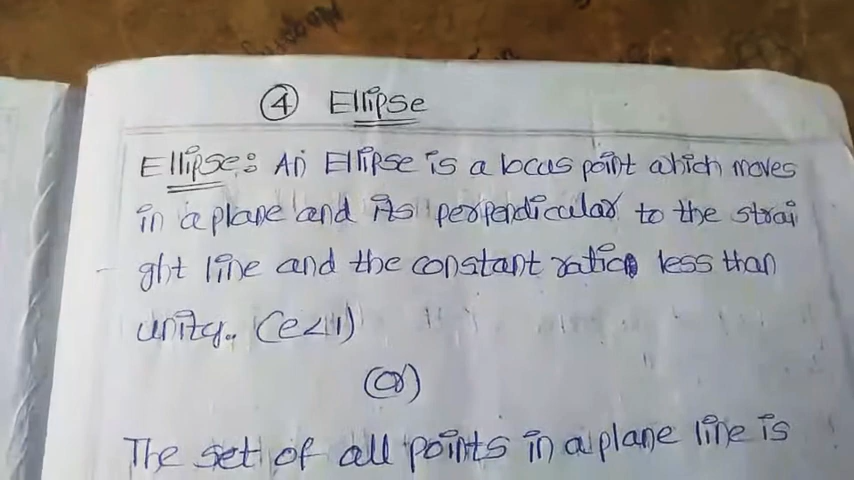 ④ Ellipse
Ellipse: An Ellipse is a locus point which moves
in a plane and its perpendicular to the strai
ght line and the constant ratio less than
unity. (e<1)
(or)
The set of all points in a plane line is